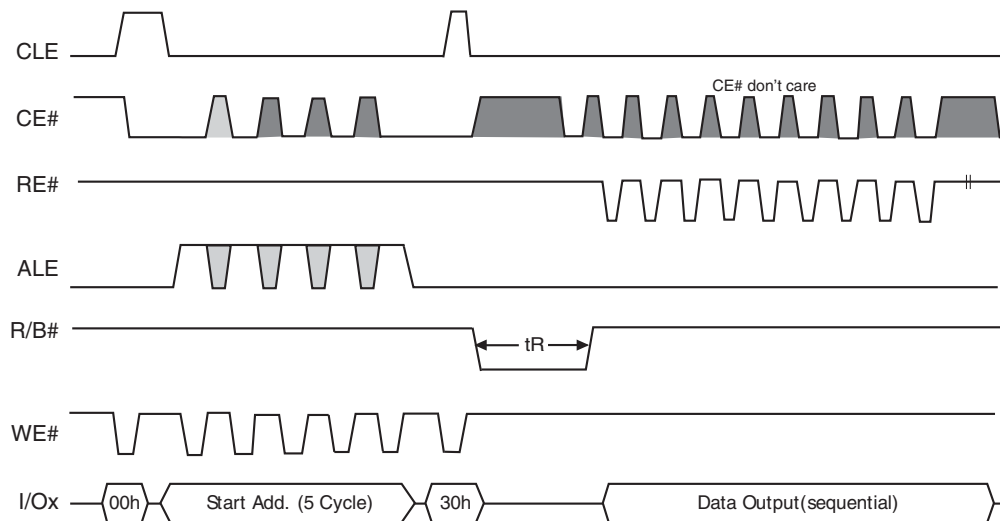 CLE
CE# don't care
CE#
RE#
ALE
R/B#
tR
WE#
I/Ox 00h Start Add. (5 Cycle) 30h Data Output(sequential)